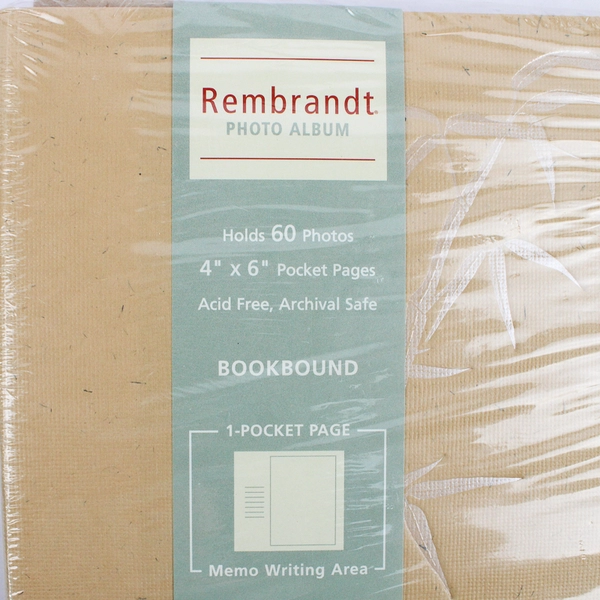 Rembrandt®
PHOTO ALBUM
Holds 60 Photos
4" x 6" Pocket Pages
Acid Free, Archival Safe
BOOKBOUND
1-POCKET PAGE
Memo Writing Area